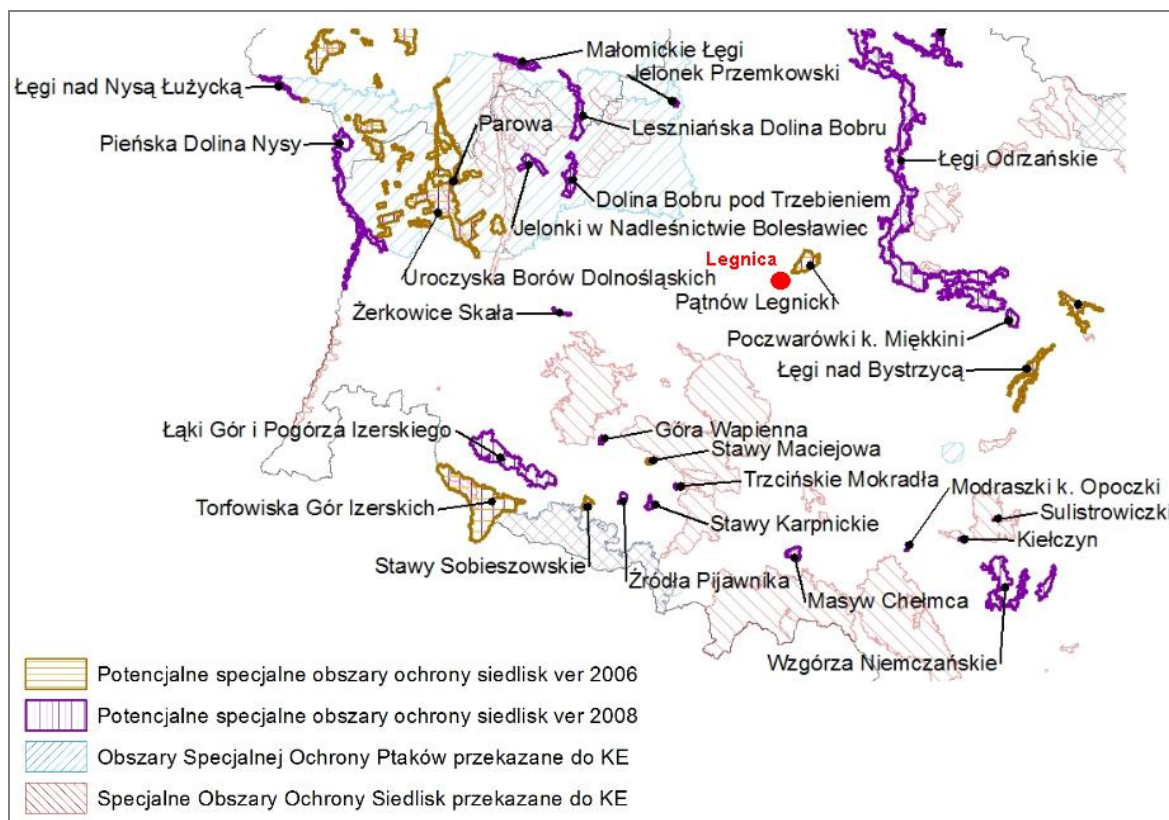 Małomickie Łęgi
Jelonek Przemkowski
Łęgi nad Nysą Łużycką
Parowa
Leszniańska Dolina Bobru
Pieńska Dolina Nysy
Łęgi Odrzańskie
Dolina Bobru pod Trzebieniem
Jelonki w Nadleśnictwie Bolesławiec
Legnica
Uroczyska Borów Dolnośląskich
Pątnów Legnicki
Żerkowice Skała
Poczwarówki k. Miękkini
Łęgi nad Bystrzycą
Łąki Gór i Pogórza Izerskiego
Góra Wapienna
Stawy Maciejowa
Trzcińskie Mokradła
Modraszki k. Opoczki
Torfowiska Gór Izerskich
Stawy Karpnickie
Sulistrowiczki
Kiełczyn
Stawy Sobieszowskie
Źródła Pijawnika
Masyw Chełmca
Wzgórza Niemczańskie
Potencjalne specjalne obszary ochrony siedlisk ver 2006
Potencjalne specjalne obszary ochrony siedlisk ver 2008
Obszary Specjalnej Ochrony Ptaków przekazane do KE
Specjalne Obszary Ochrony Siedlisk przekazane do KE